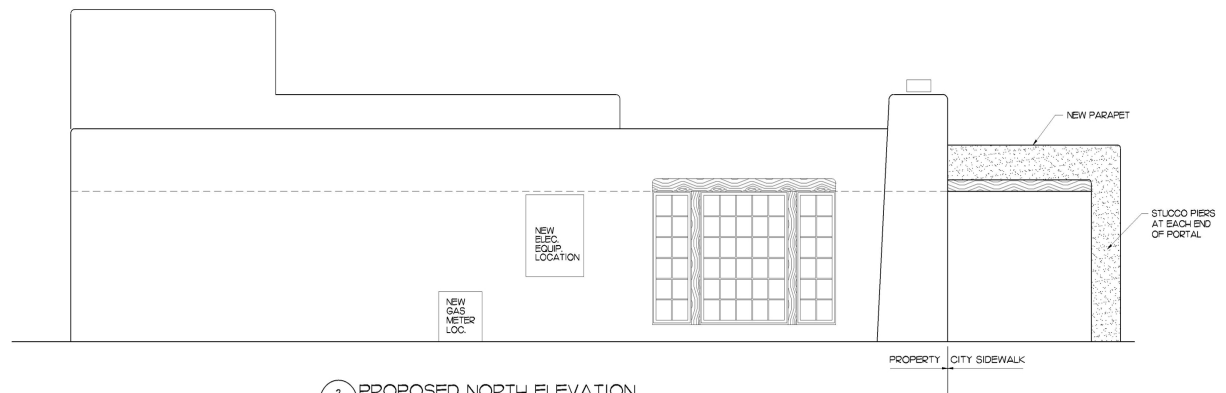 NEW PARAPET
STUCCO PIERS
AT EACH END
OF PORTAL
NEW
ELEC.
EQUIP.
LOCATION
NEW
GAS
METER
LOC.
PROPERTY CITY SIDEWALK
PROPOSED NORTH ELEVATION